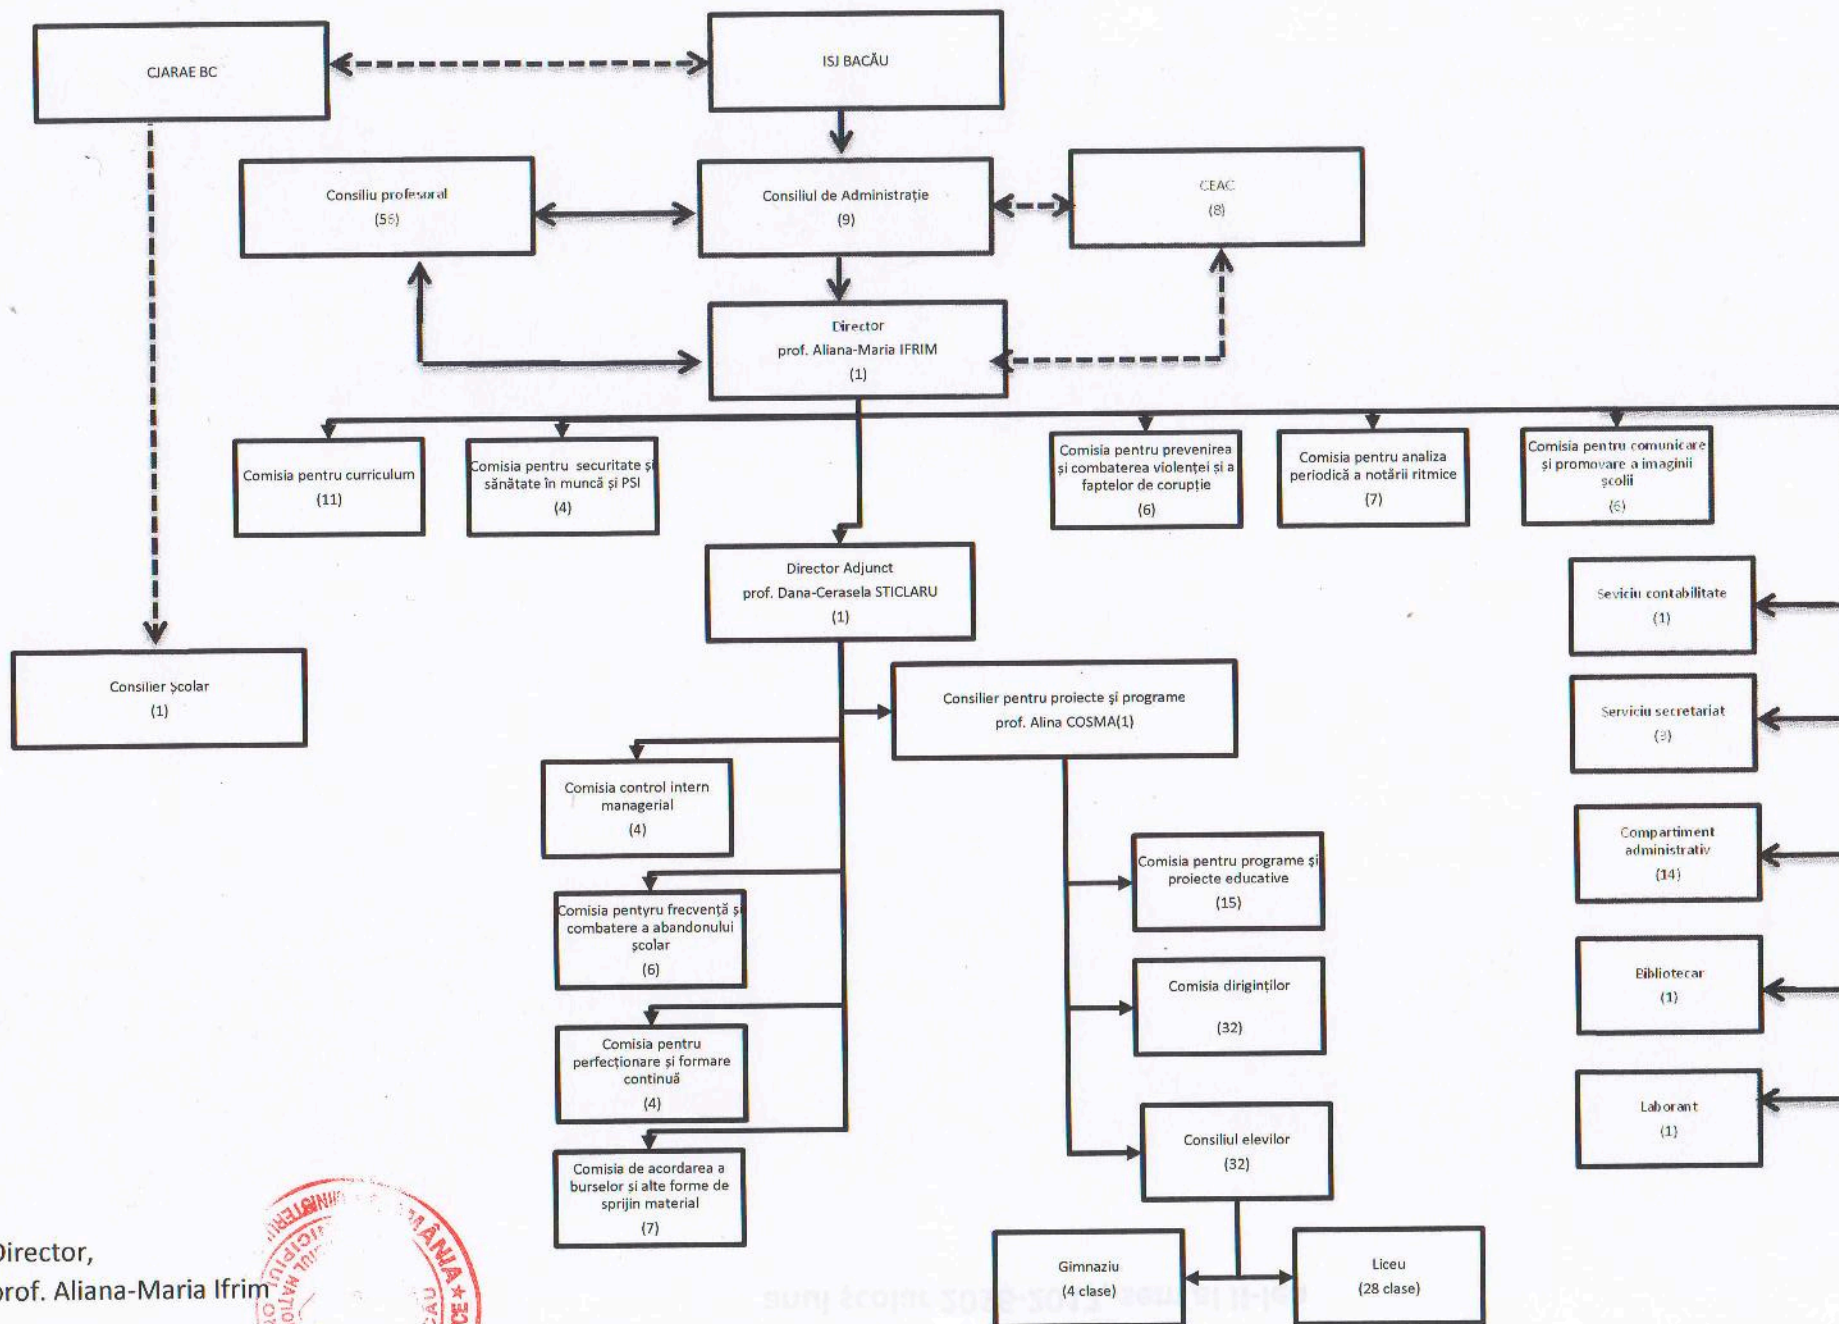 CJARAE BC
ISJ BACĂU
Consiliu profesoral
(56)
Consiliul de Administrație
(9)
CEAC
(8)
Director
prof. Aliana-Maria IFRIM
(1)
Comisia pentru curriculum
(11)
Comisia pentru securitate și
sănătate în muncă și PSI
(4)
Comisia pentru prevenirea
și combaterea violenței și a
faptelor de corupție
(6)
Comisia pentru analiza
periodică a notării ritmice
(7)
Comisia pentru comunicare
și promovare a imaginii
școlii
(6)
Director Adjunct
prof. Dana-Cerasela STICLARU
(1)
Seviciu contabilitate
(1)
Consilier Școlar
(1)
Consilier pentru proiecte și programe
prof. Alina COSMA(1)
Serviciu secretariat
(3)
Comisia control intern
managerial
(4)
Compartiment
administrativ
(14)
Comisia pentru programe și
proiecte educative
(15)
Comisia pentyru frecvență și
combatere a abandonului
școlar
(6)
Bibliotecar
(1)
Comisia diriginților
(32)
Comisia pentru
perfecționare și formare
continuă
(4)
Laborant
(1)
Consiliul elevilor
(32)
Comisia de acordarea a
burselor și alte forme de
sprijin material
(7)
Gimnaziu
(4 clase)
Liceu
(28 clase)
Director,
prof. Aliana-Maria Ifrim